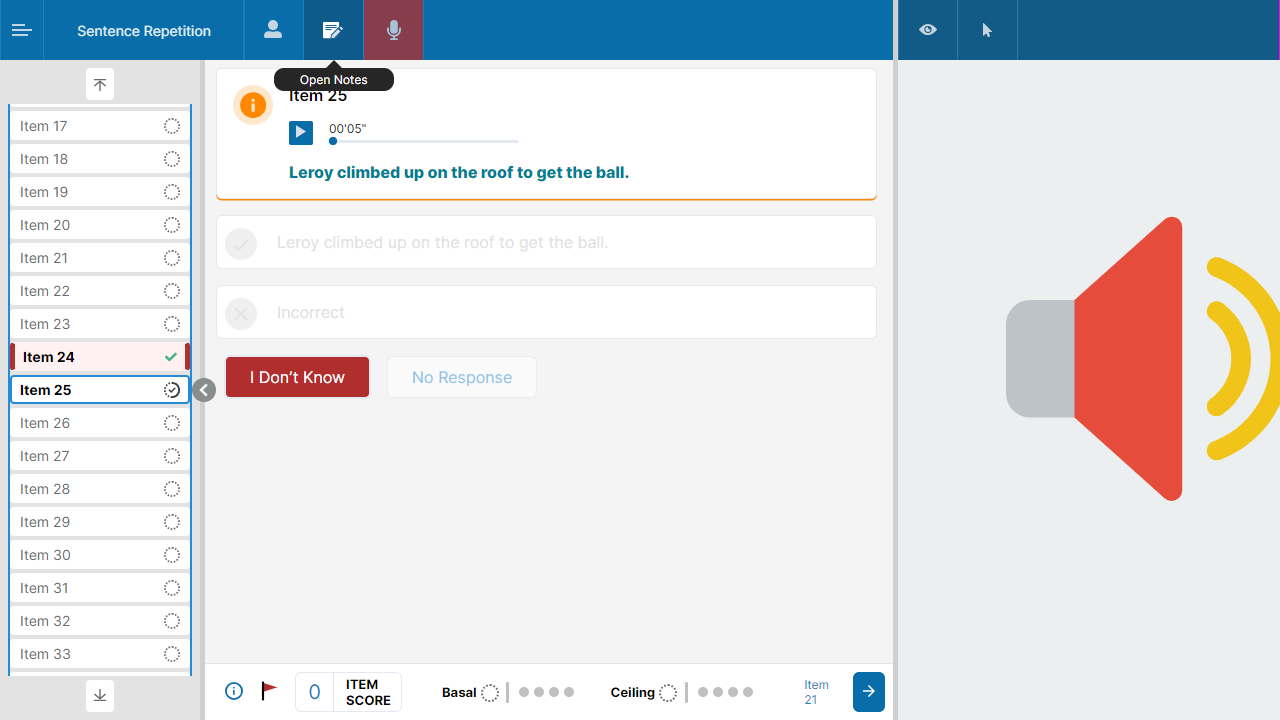 Sentence Repetition
Open Notes
Item 17
Item 18
Item 19
Item 20
Item 21
Item 22
Item 23
Item 24
Item 25
Item 26
Item 27
Item 28
Item 29
Item 30
Item 31
Item 32
Item 33
Item 25
00'05"
Leroy climbed up on the roof to get the ball.
Leroy climbed up on the roof to get the ball.
Incorrect
I Don’t Know
No Response
0
ITEM
SCORE
Basal
Ceiling
Item
21